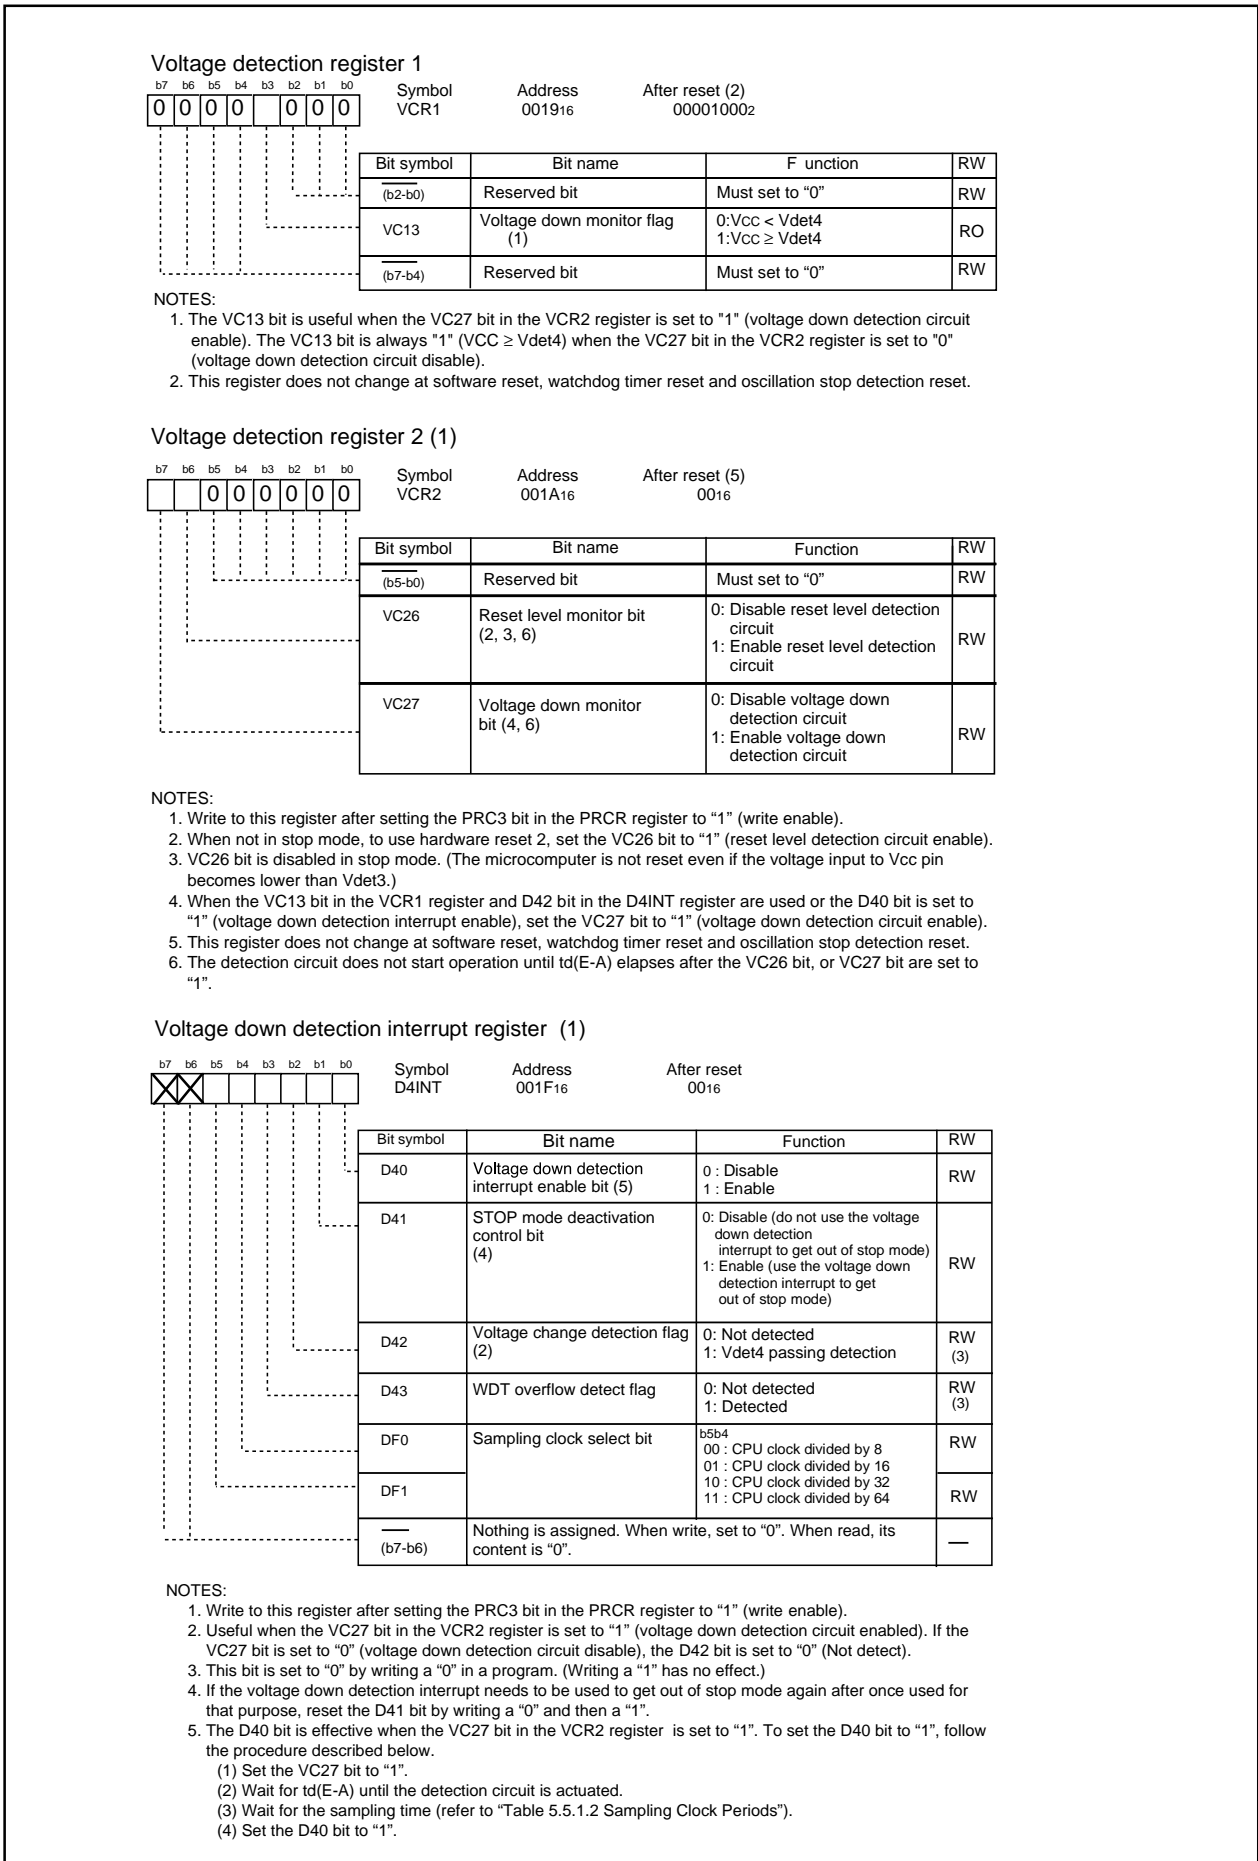 Voltage detection register 1
b7 b6 b5 b4 b3 b2 b1 b0
0 0 0 0 0 0 0
Symbol Address After reset (2)
VCR1 001916 000010002
Bit symbol Bit name F unction RW
(b2-b0) Reserved bit Must set to “0” RW
VC13 Voltage down monitor flag (1) 0:VCC < Vdet4
1:VCC ≥ Vdet4 RO
(b7-b4) Reserved bit Must set to “0” RW
NOTES:
1. The VC13 bit is useful when the VC27 bit in the VCR2 register is set to "1" (voltage down detection circuit
enable). The VC13 bit is always "1" (VCC ≥ Vdet4) when the VC27 bit in the VCR2 register is set to "0"
(voltage down detection circuit disable).
2. This register does not change at software reset, watchdog timer reset and oscillation stop detection reset.
Voltage detection register 2 (1)
b7 b6 b5 b4 b3 b2 b1 b0
0 0 0 0 0 0
Symbol Address After reset (5)
VCR2 001A16 0016
Bit symbol Bit name Function RW
(b5-b0) Reserved bit Must set to “0” RW
VC26 Reset level monitor bit
(2, 3, 6)
0: Disable reset level detection
circuit
1: Enable reset level detection
circuit
RW
VC27 Voltage down monitor
bit (4, 6)
0: Disable voltage down
detection circuit
1: Enable voltage down
detection circuit
RW
NOTES:
1. Write to this register after setting the PRC3 bit in the PRCR register to “1” (write enable).
2. When not in stop mode, to use hardware reset 2, set the VC26 bit to “1” (reset level detection circuit enable).
3. VC26 bit is disabled in stop mode. (The microcomputer is not reset even if the voltage input to Vcc pin
becomes lower than Vdet3.)
4. When the VC13 bit in the VCR1 register and D42 bit in the D4INT register are used or the D40 bit is set to
“1” (voltage down detection interrupt enable), set the VC27 bit to “1” (voltage down detection circuit enable).
5. This register does not change at software reset, watchdog timer reset and oscillation stop detection reset.
6. The detection circuit does not start operation until td(E-A) elapses after the VC26 bit, or VC27 bit are set to
“1”.
Voltage down detection interrupt register (1)
b7 b6 b5 b4 b3 b2 b1 b0
Symbol Address After reset
D4INT 001F16 0016
Bit symbol Bit name Function RW
D40 Voltage down detection
interrupt enable bit (5)
0 : Disable
1 : Enable
RW
D41 STOP mode deactivation
control bit
(4)
0: Disable (do not use the voltage
down detection
interrupt to get out of stop mode)
1: Enable (use the voltage down
detection interrupt to get
out of stop mode)
RW
D42 Voltage change detection flag
(2)
0: Not detected
1: Vdet4 passing detection
RW
(3)
D43 WDT overflow detect flag
0: Not detected
1: Detected
RW
(3)
DF0 Sampling clock select bit
b5b4
00 : CPU clock divided by 8
01 : CPU clock divided by 16
10 : CPU clock divided by 32
11 : CPU clock divided by 64
RW
DF1 RW
(b7-b6) Nothing is assigned. When write, set to “0”. When read, its
content is “0”.
—
NOTES:
1. Write to this register after setting the PRC3 bit in the PRCR register to “1” (write enable).
2. Useful when the VC27 bit in the VCR2 register is set to “1” (voltage down detection circuit enabled). If the
VC27 bit is set to “0” (voltage down detection circuit disable), the D42 bit is set to “0” (Not detect).
3. This bit is set to “0” by writing a “0” in a program. (Writing a “1” has no effect.)
4. If the voltage down detection interrupt needs to be used to get out of stop mode again after once used for
that purpose, reset the D41 bit by writing a “0” and then a “1”.
5. The D40 bit is effective when the VC27 bit in the VCR2 register is set to “1”. To set the D40 bit to “1”, follow
the procedure described below.
(1) Set the VC27 bit to “1”.
(2) Wait for td(E-A) until the detection circuit is actuated.
(3) Wait for the sampling time (refer to “Table 5.5.1.2 Sampling Clock Periods”).
(4) Set the D40 bit to “1”.